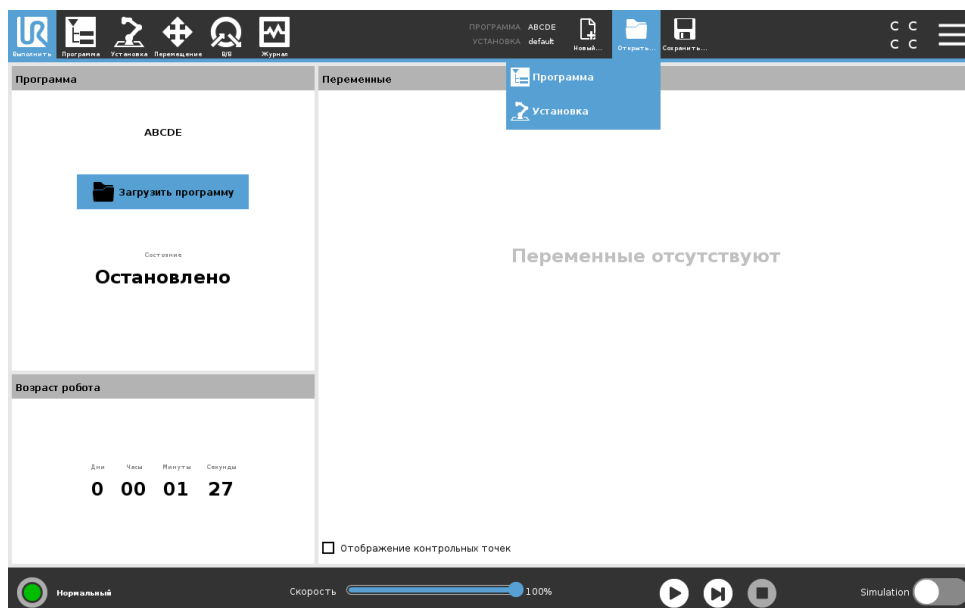 UR
Выполнить
Программа
Установка
Перемещение
В/В
Журнал
ПРОГРАММА ABCDE
УСТАНОВКА default
Новый...
Открыть...
Сохранить...
C C
C C
Программа
Установка
Программа
Переменные
ABCDE
Загрузить программу
Состояние
Остановлено
Переменные отсутствуют
Возраст робота
Дни Часы Минуты Секунды
0 00 01 27
Отображение контрольных точек
Нормальный
Скорость 100%
Simulation